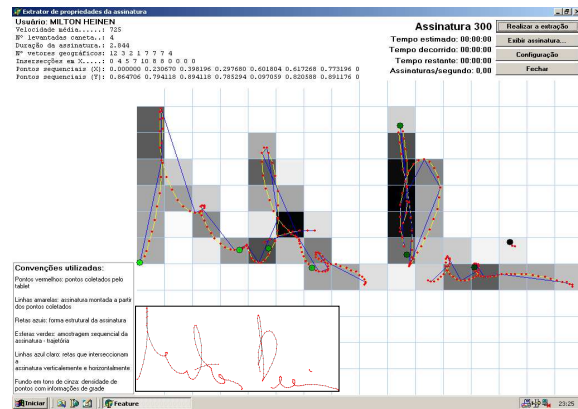 Extrator de propriedades da assinatura
Usuário: MILTON HEINEN
Velocidade média......: 725
Nº levantadas caneta..: 4
Duração da assinatura.: 2.844
Nº vetores geográficos: 12 3 2 1 7 7 7 4
Insersecções em X.....: 0 4 5 7 10 8 8 0 0 0 0
Pontos sequenciais (X): 0.000000 0.230670 0.398196 0.297680 0.601804 0.617268 0.773196 0
Pontos sequenciais (Y): 0.864706 0.794118 0.894118 0.785294 0.097059 0.820588 0.891176 0
Assinatura 300
Tempo estimado: 00:00:00
Tempo decorrido: 00:00:00
Tempo restante: 00:00:00
Assinaturas/segundo: 0,00
Realizar a extração
Exibir assinatura...
Configuração
Fechar
Convenções utilizadas:
Pontos vermelho: pontos coletados pelo
tablet
Linhas amarelas: assinatura montada a partir
dos pontos coletados
Retas azuis: forma estrutural da assinatura
Esferas verdes: amostragem sequencial da
assinatura - trajetória
Linhas azul claro: retas que interseccionam
a
assinatura verticalemente e horizontalmente
Fundo em tons de cinza: densidade de
pontos com infomações de grade
Iniciar
Feature
23:25